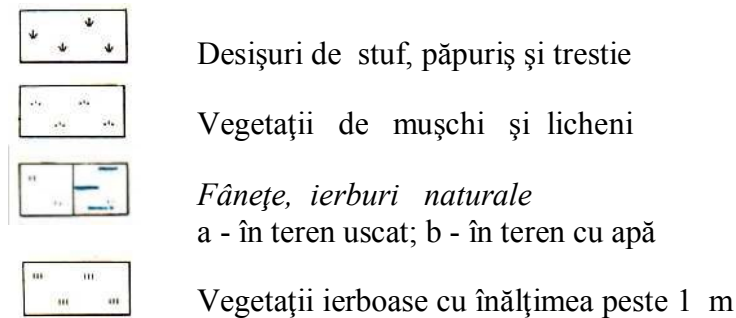 Desişuri de stuf, păpuriş şi trestie
Vegetaţii de muşchi şi licheni
Fâneţe, ierburi naturale
a - în teren uscat; b - în teren cu apă
Vegetaţii ierboase cu înălţimea peste 1 m